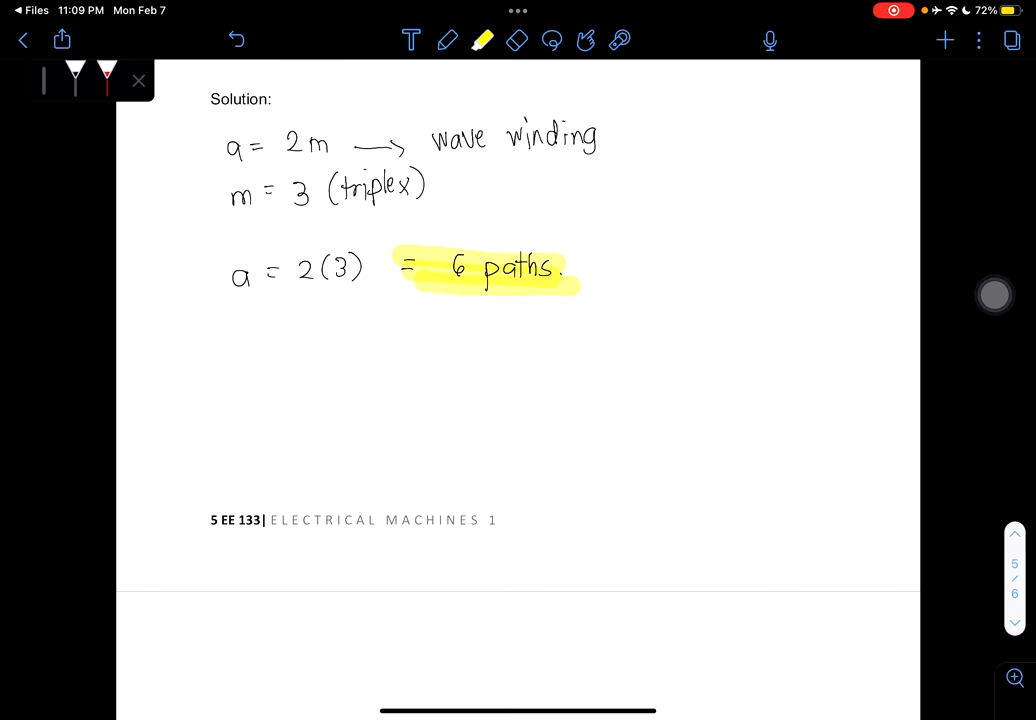 ◀ Files 11:09 PM Mon Feb 7
72%
Solution:
a = 2m → wave winding
m = 3 (triplex)
a = 2(3) = 6 paths.
5 EE 133| ELECTRICAL MACHINES 1
5
/
6